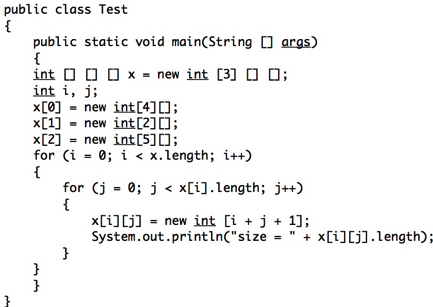 public class Test
{
public static void main(String [] args)
{
int [] [] [] x = new int [3] [] [];
int i, j;
x[0] = new int[4][];
x[1] = new int[2][];
x[2] = new int[5][];
for (i = 0; i < x.length; i++)
{
for (j = 0; j < x[i].length; j++)
{
x[i][j] = new int [i + j + 1];
System.out.println("size = " + x[i][j].length);
}
}
}
}